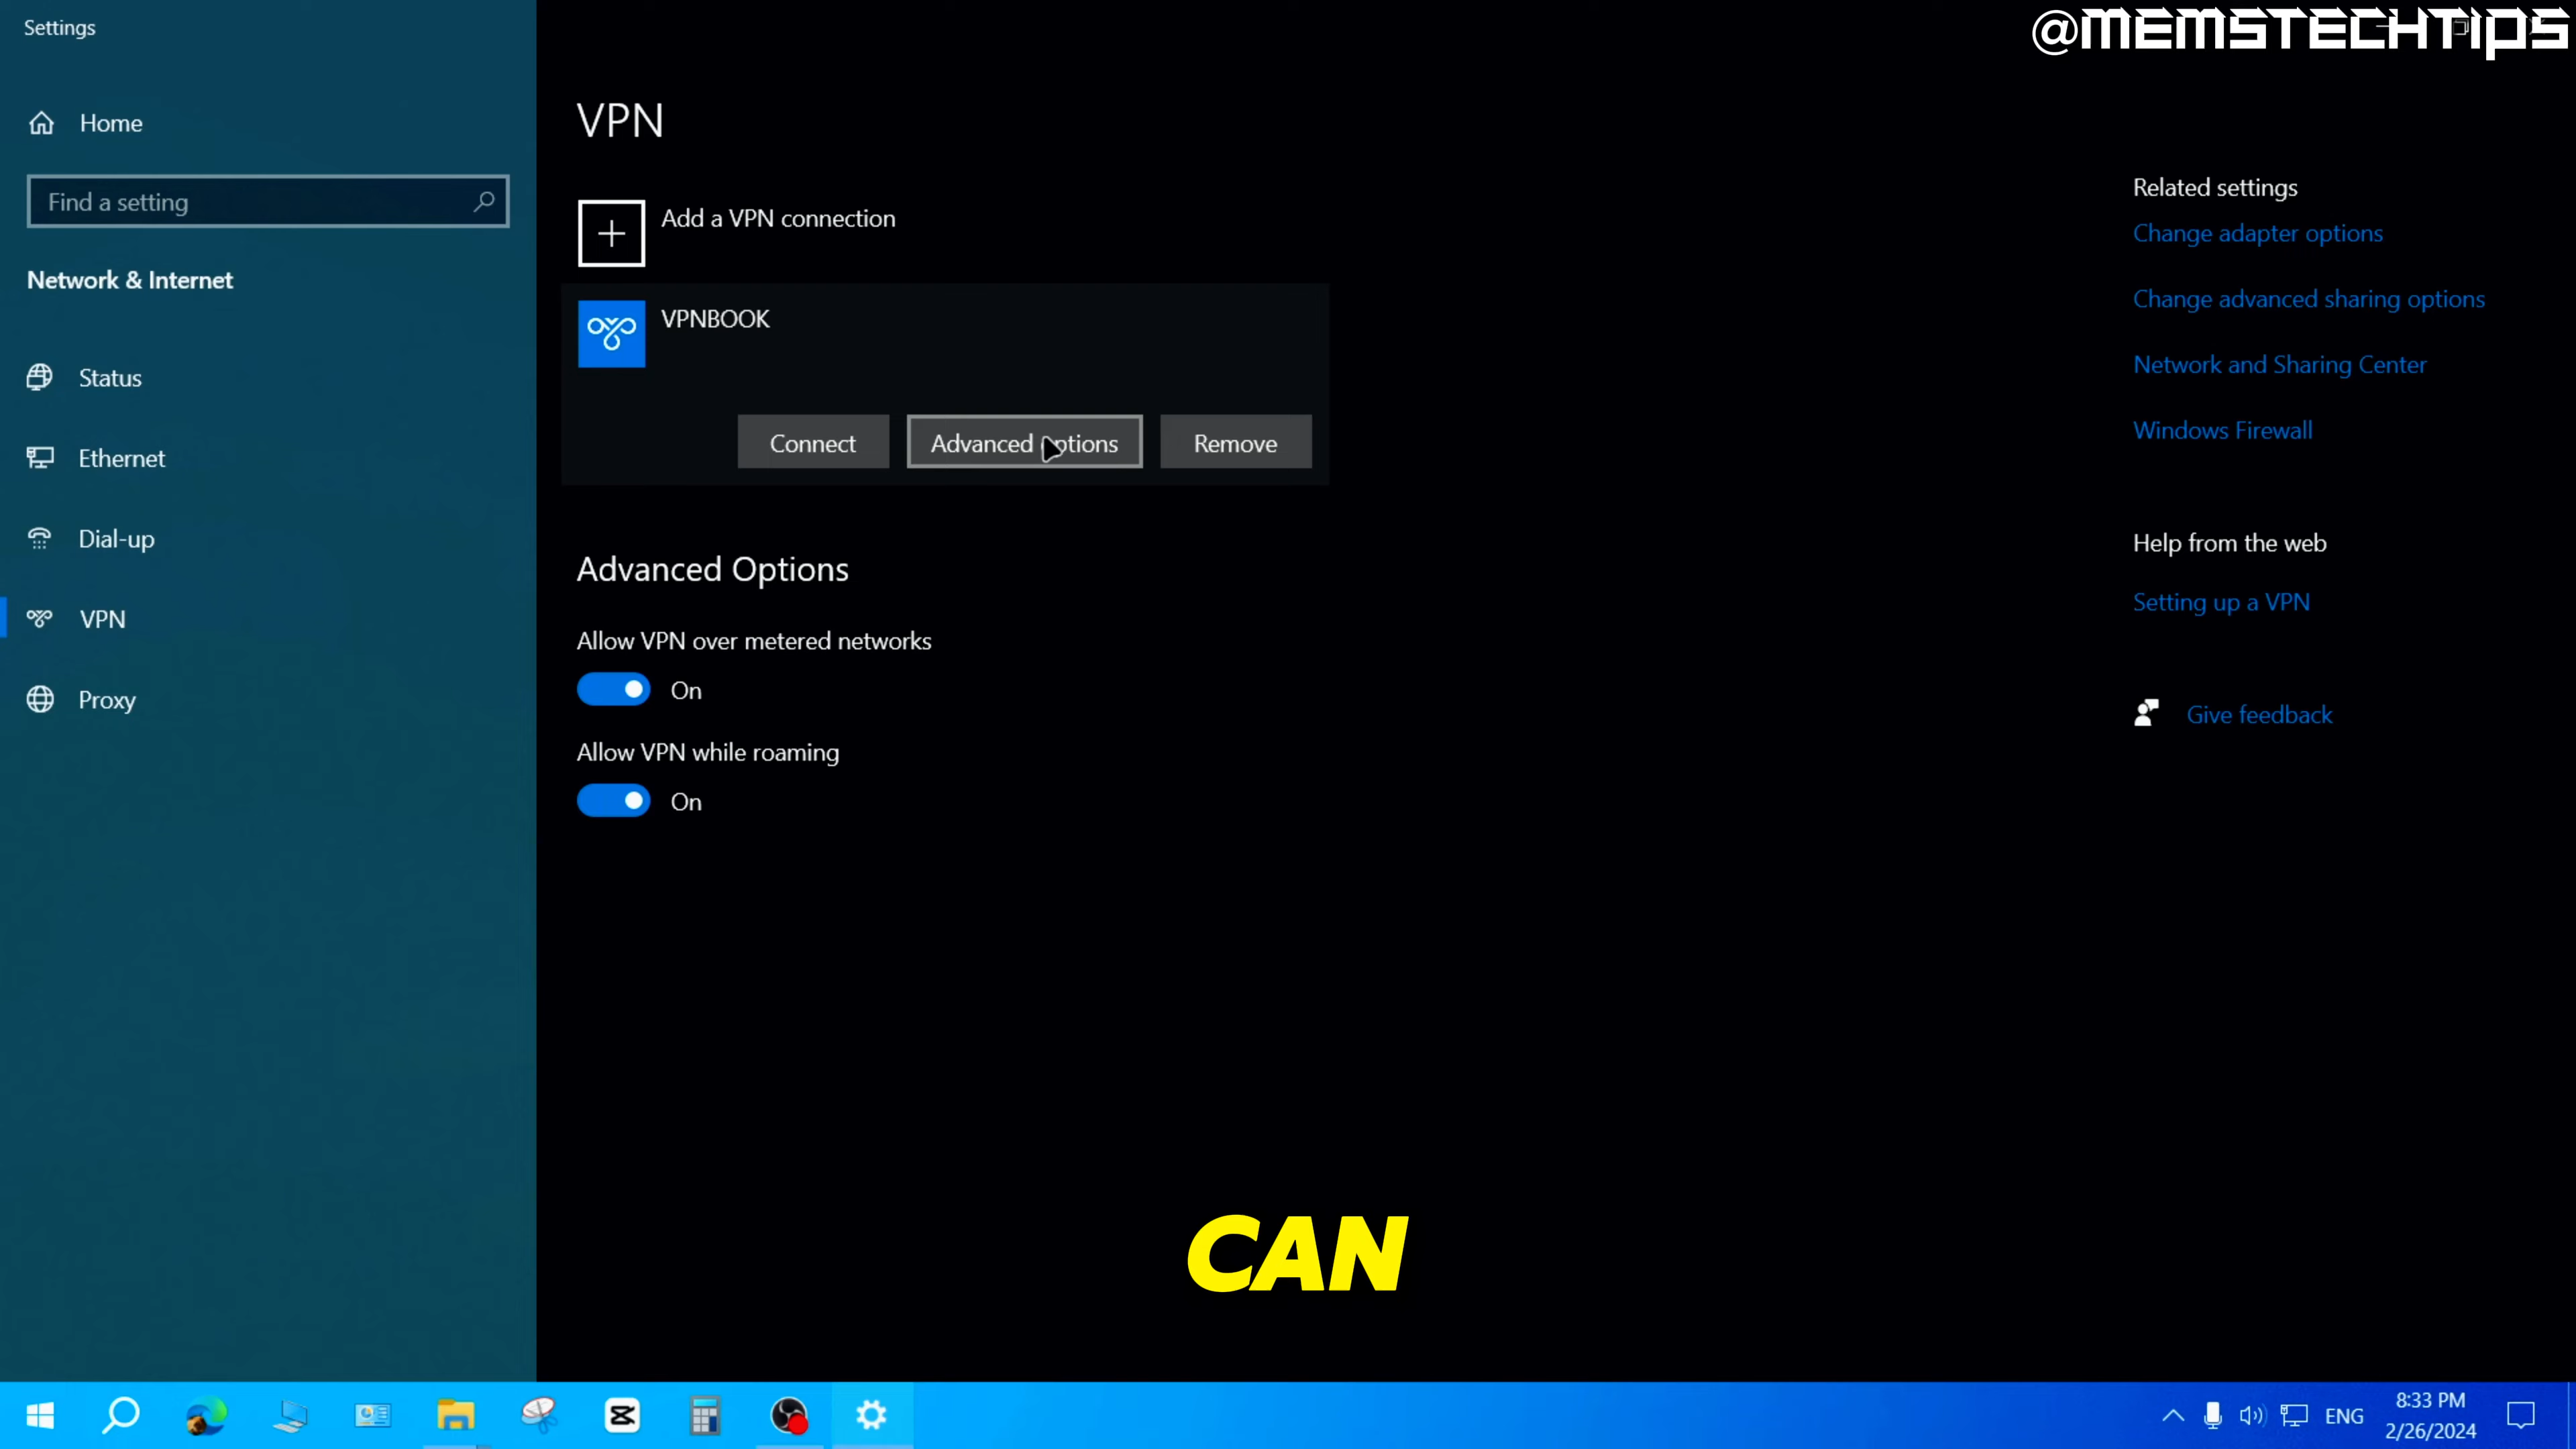 Settings
@MEMSTECHTIPS
Home
Find a setting
Network & Internet
Status
Ethernet
Dial-up
VPN
Proxy
VPN
Add a VPN connection
VPNBOOK
Connect
Advanced options
Remove
Advanced Options
Allow VPN over metered networks
On
Allow VPN while roaming
On
Related settings
Change adapter options
Change advanced sharing options
Network and Sharing Center
Windows Firewall
Help from the web
Setting up a VPN
Give feedback
CAN
ENG
8:33 PM
2/26/2024